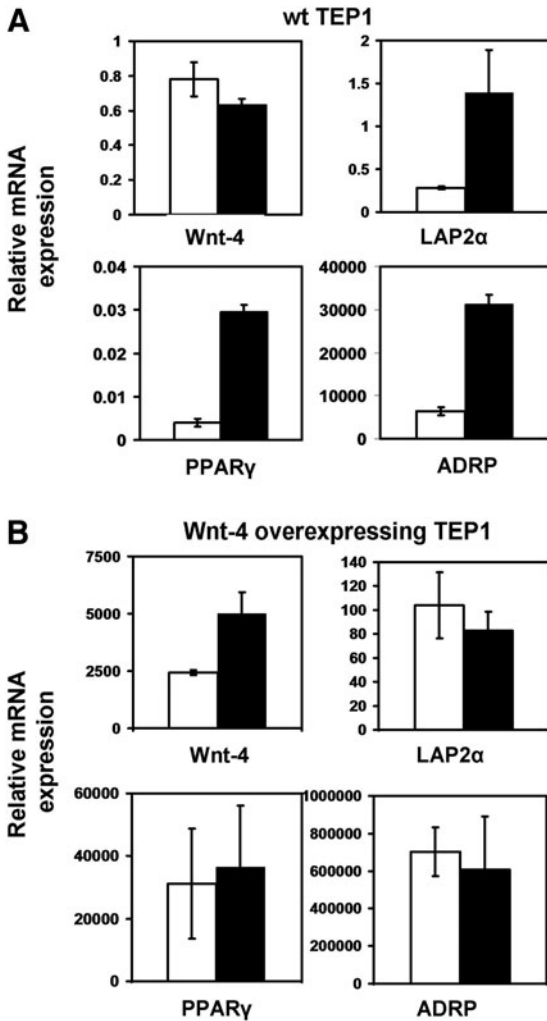 A
wt TEP1
Relative mRNA
expression
1
0.8
0.6
0.4
0.2
0
Wnt-4
2
1.5
1
0.5
0
LAP2α
0.04
0.03
0.02
0.01
0
PPARγ
40000
30000
20000
10000
0
ADRP
B
Wnt-4 overexpressing TEP1
Relative mRNA
expression
7500
5000
2500
0
Wnt-4
140
120
100
80
60
40
20
0
LAP2α
60000
40000
20000
0
PPARγ
1000000
800000
600000
400000
200000
0
ADRP